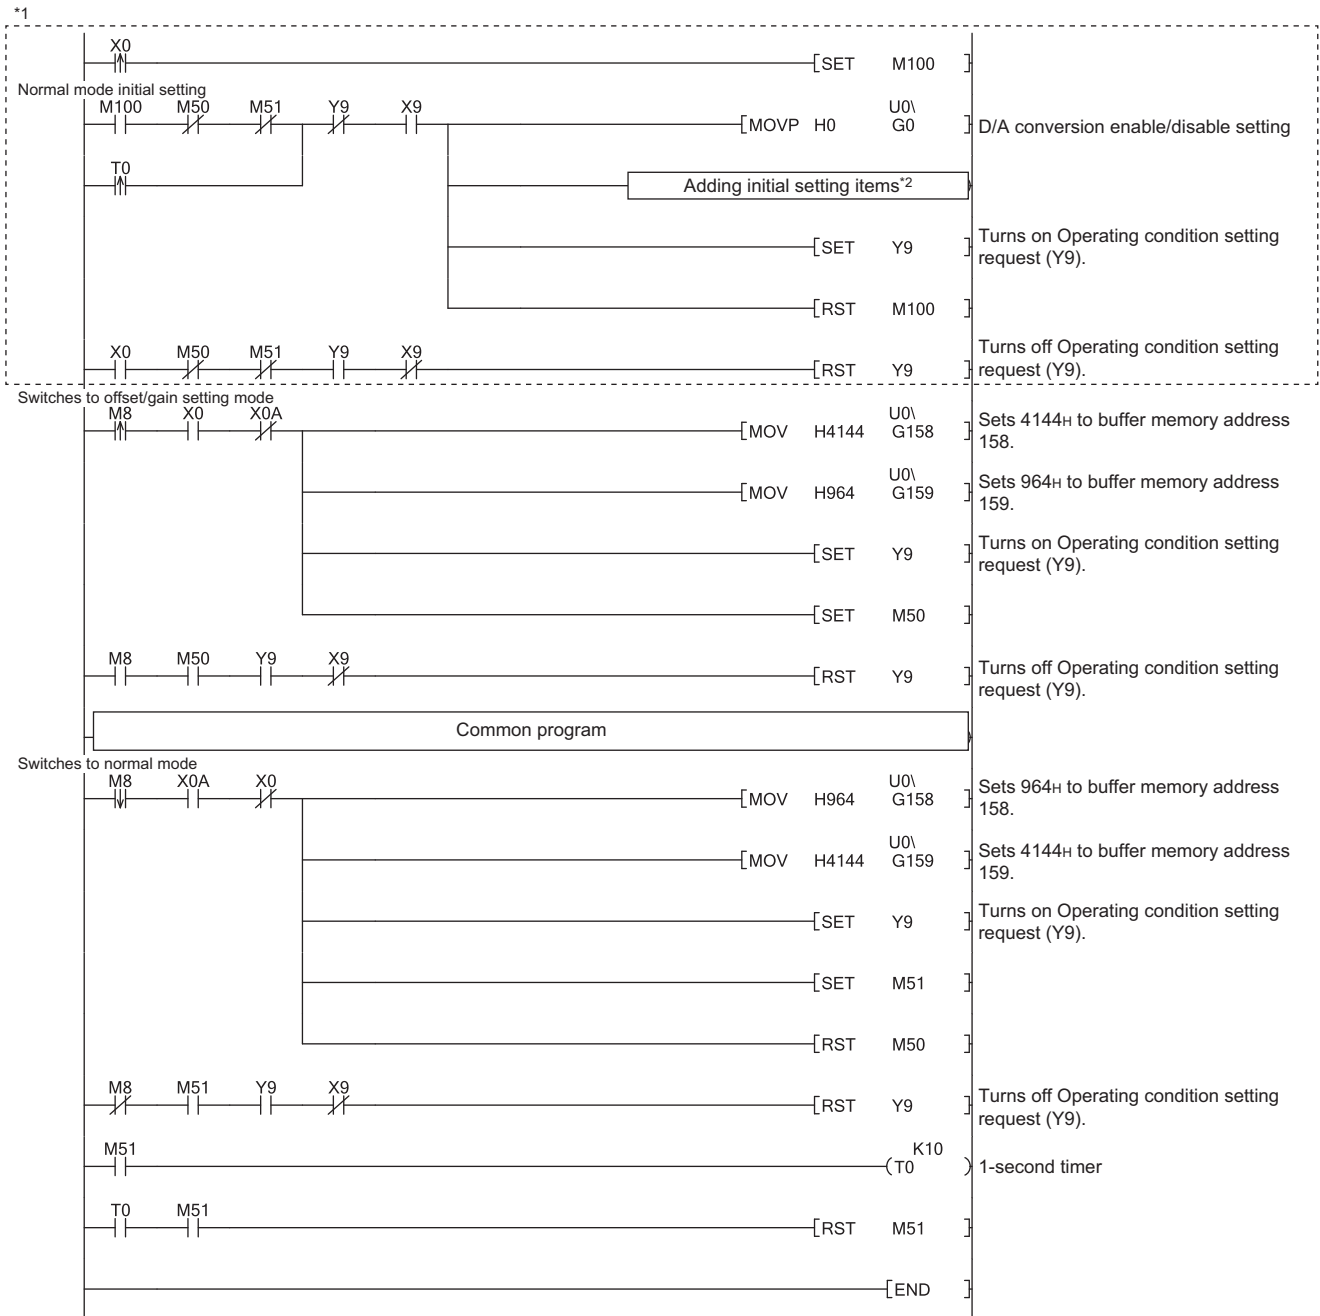 *1
X0
[SET M100 ]
Normal mode initial setting
M100 M50 M51 Y9 X9 U0\
[MOVP H0 G0 ] D/A conversion enable/disable setting
T0
Adding initial setting items*2
[SET Y9 ] Turns on Operating condition setting
request (Y9).
[RST M100 ]
X0 M50 M51 Y9 X9 Turns off Operating condition setting
[RST Y9 ] request (Y9).
Switches to offset/gain setting mode
M8 X0 X0A U0\
[MOV H4144 G158 ] Sets 4144H to buffer memory address
158.
U0\
[MOV H964 G159 ] Sets 964H to buffer memory address
159.
[SET Y9 ] Turns on Operating condition setting
request (Y9).
[SET M50 ]
M8 M50 Y9 X9
[RST Y9 ] Turns off Operating condition setting
request (Y9).
Common program
Switches to normal mode
M8 X0A X0 U0\
[MOV H964 G158 ] Sets 964H to buffer memory address
158.
U0\
[MOV H4144 G159 ] Sets 4144H to buffer memory address
159.
[SET Y9 ] Turns on Operating condition setting
request (Y9).
[SET M51 ]
[RST M50 ]
M8 M51 Y9 X9
[RST Y9 ] Turns off Operating condition setting
request (Y9).
M51 K10
(T0 ) 1-second timer
T0 M51
[RST M51 ]
[END ]